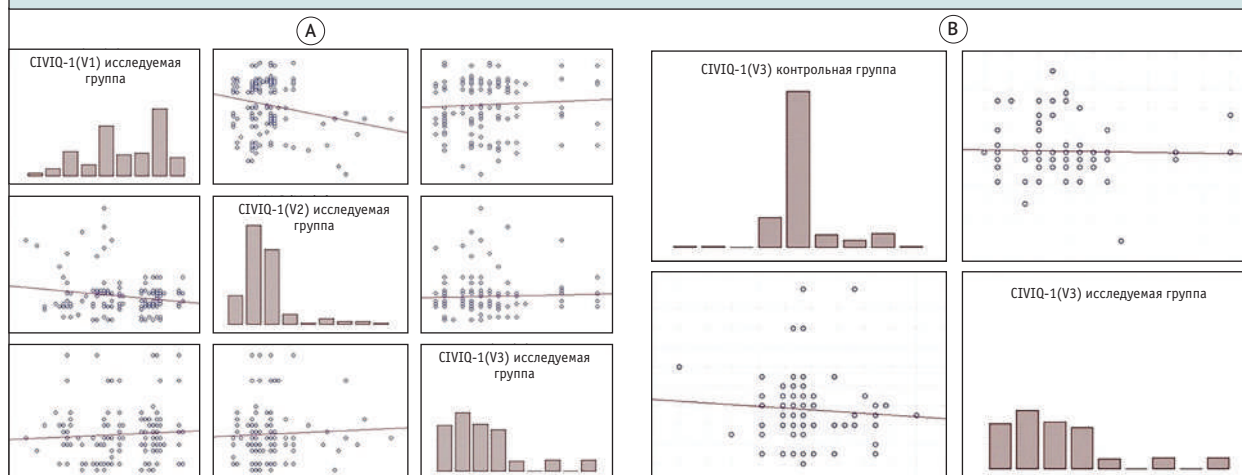 A
B
CIVIQ-1(V1) исследуемая
группа
CIVIQ-1(V3) контрольная группа
CIVIQ-1(V2) исследуемая
группа
CIVIQ-1(V3) исследуемая группа
CIVIQ-1(V3) исследуемая
группа